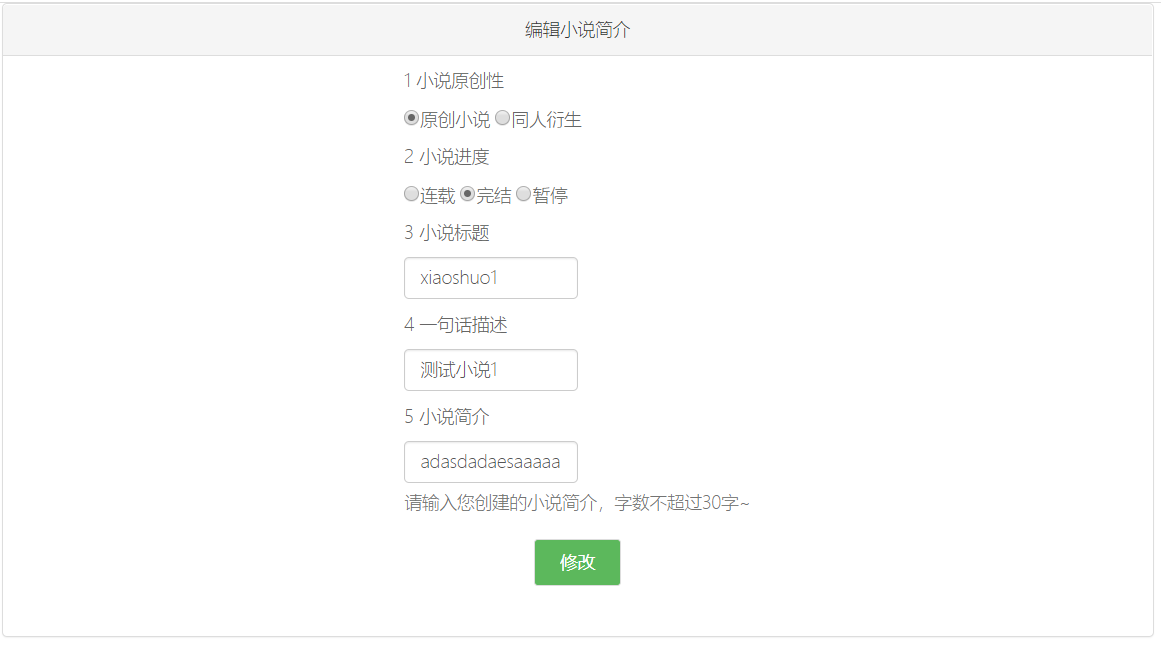 编辑小说简介
1 小说原创性
原创小说 同人衍生
2 小说进度
连载 完结 暂停
3 小说标题
xiaoshuo1
4 一句话描述
测试小说1
5 小说简介
adasdadaesaaaaa
请输入您创建的小说简介，字数不超过30字~
修改